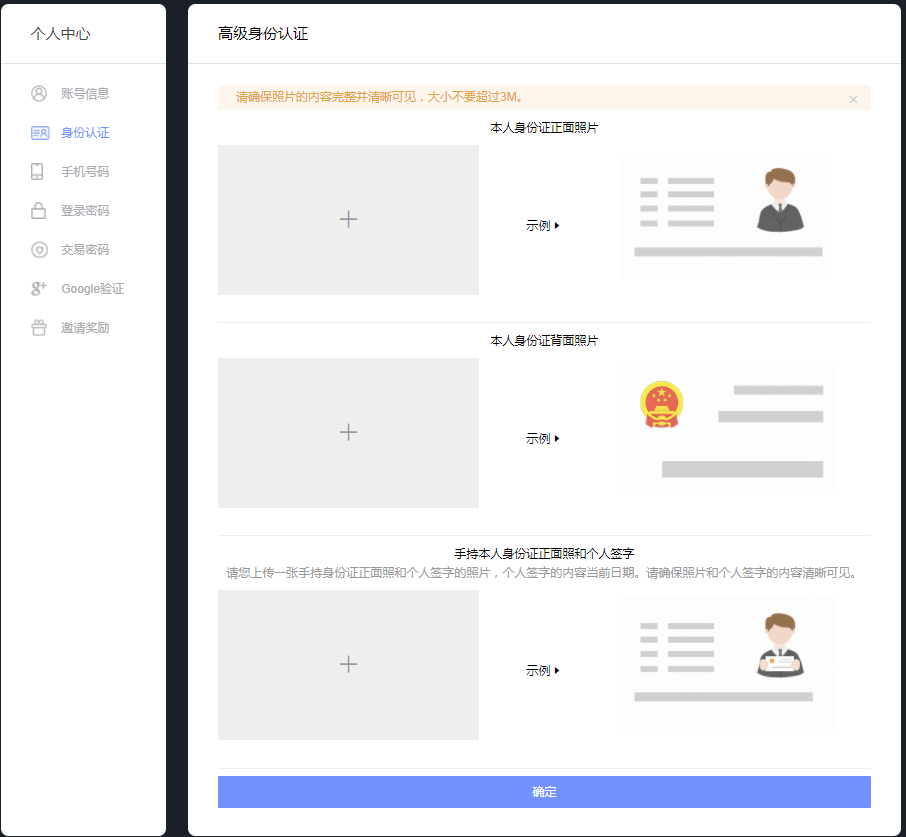 个人中心
账号信息
身份认证
手机号码
登录密码
交易密码
Google验证
邀请奖励
高级身份认证
请确保照片的内容完整并清晰可见，大小不要超过3M。
本人身份证正面照片
示例
本人身份证背面照片
示例
手持本人身份证正面照和个人签字
请您上传一张手持身份证正面照和个人签字的照片，个人签字的内容当前日期。请确保照片和个人签字的内容清晰可见。
示例
确定